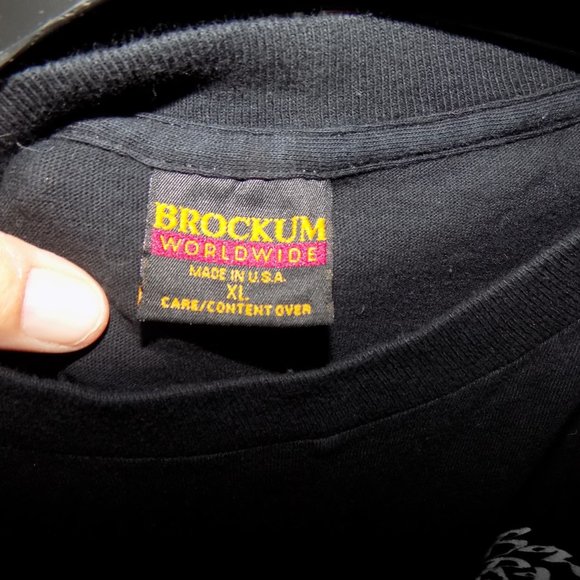 BROCKUM
WORLDWIDE
MADE IN U.S.A.
XL
CARE/CONTENT OVER